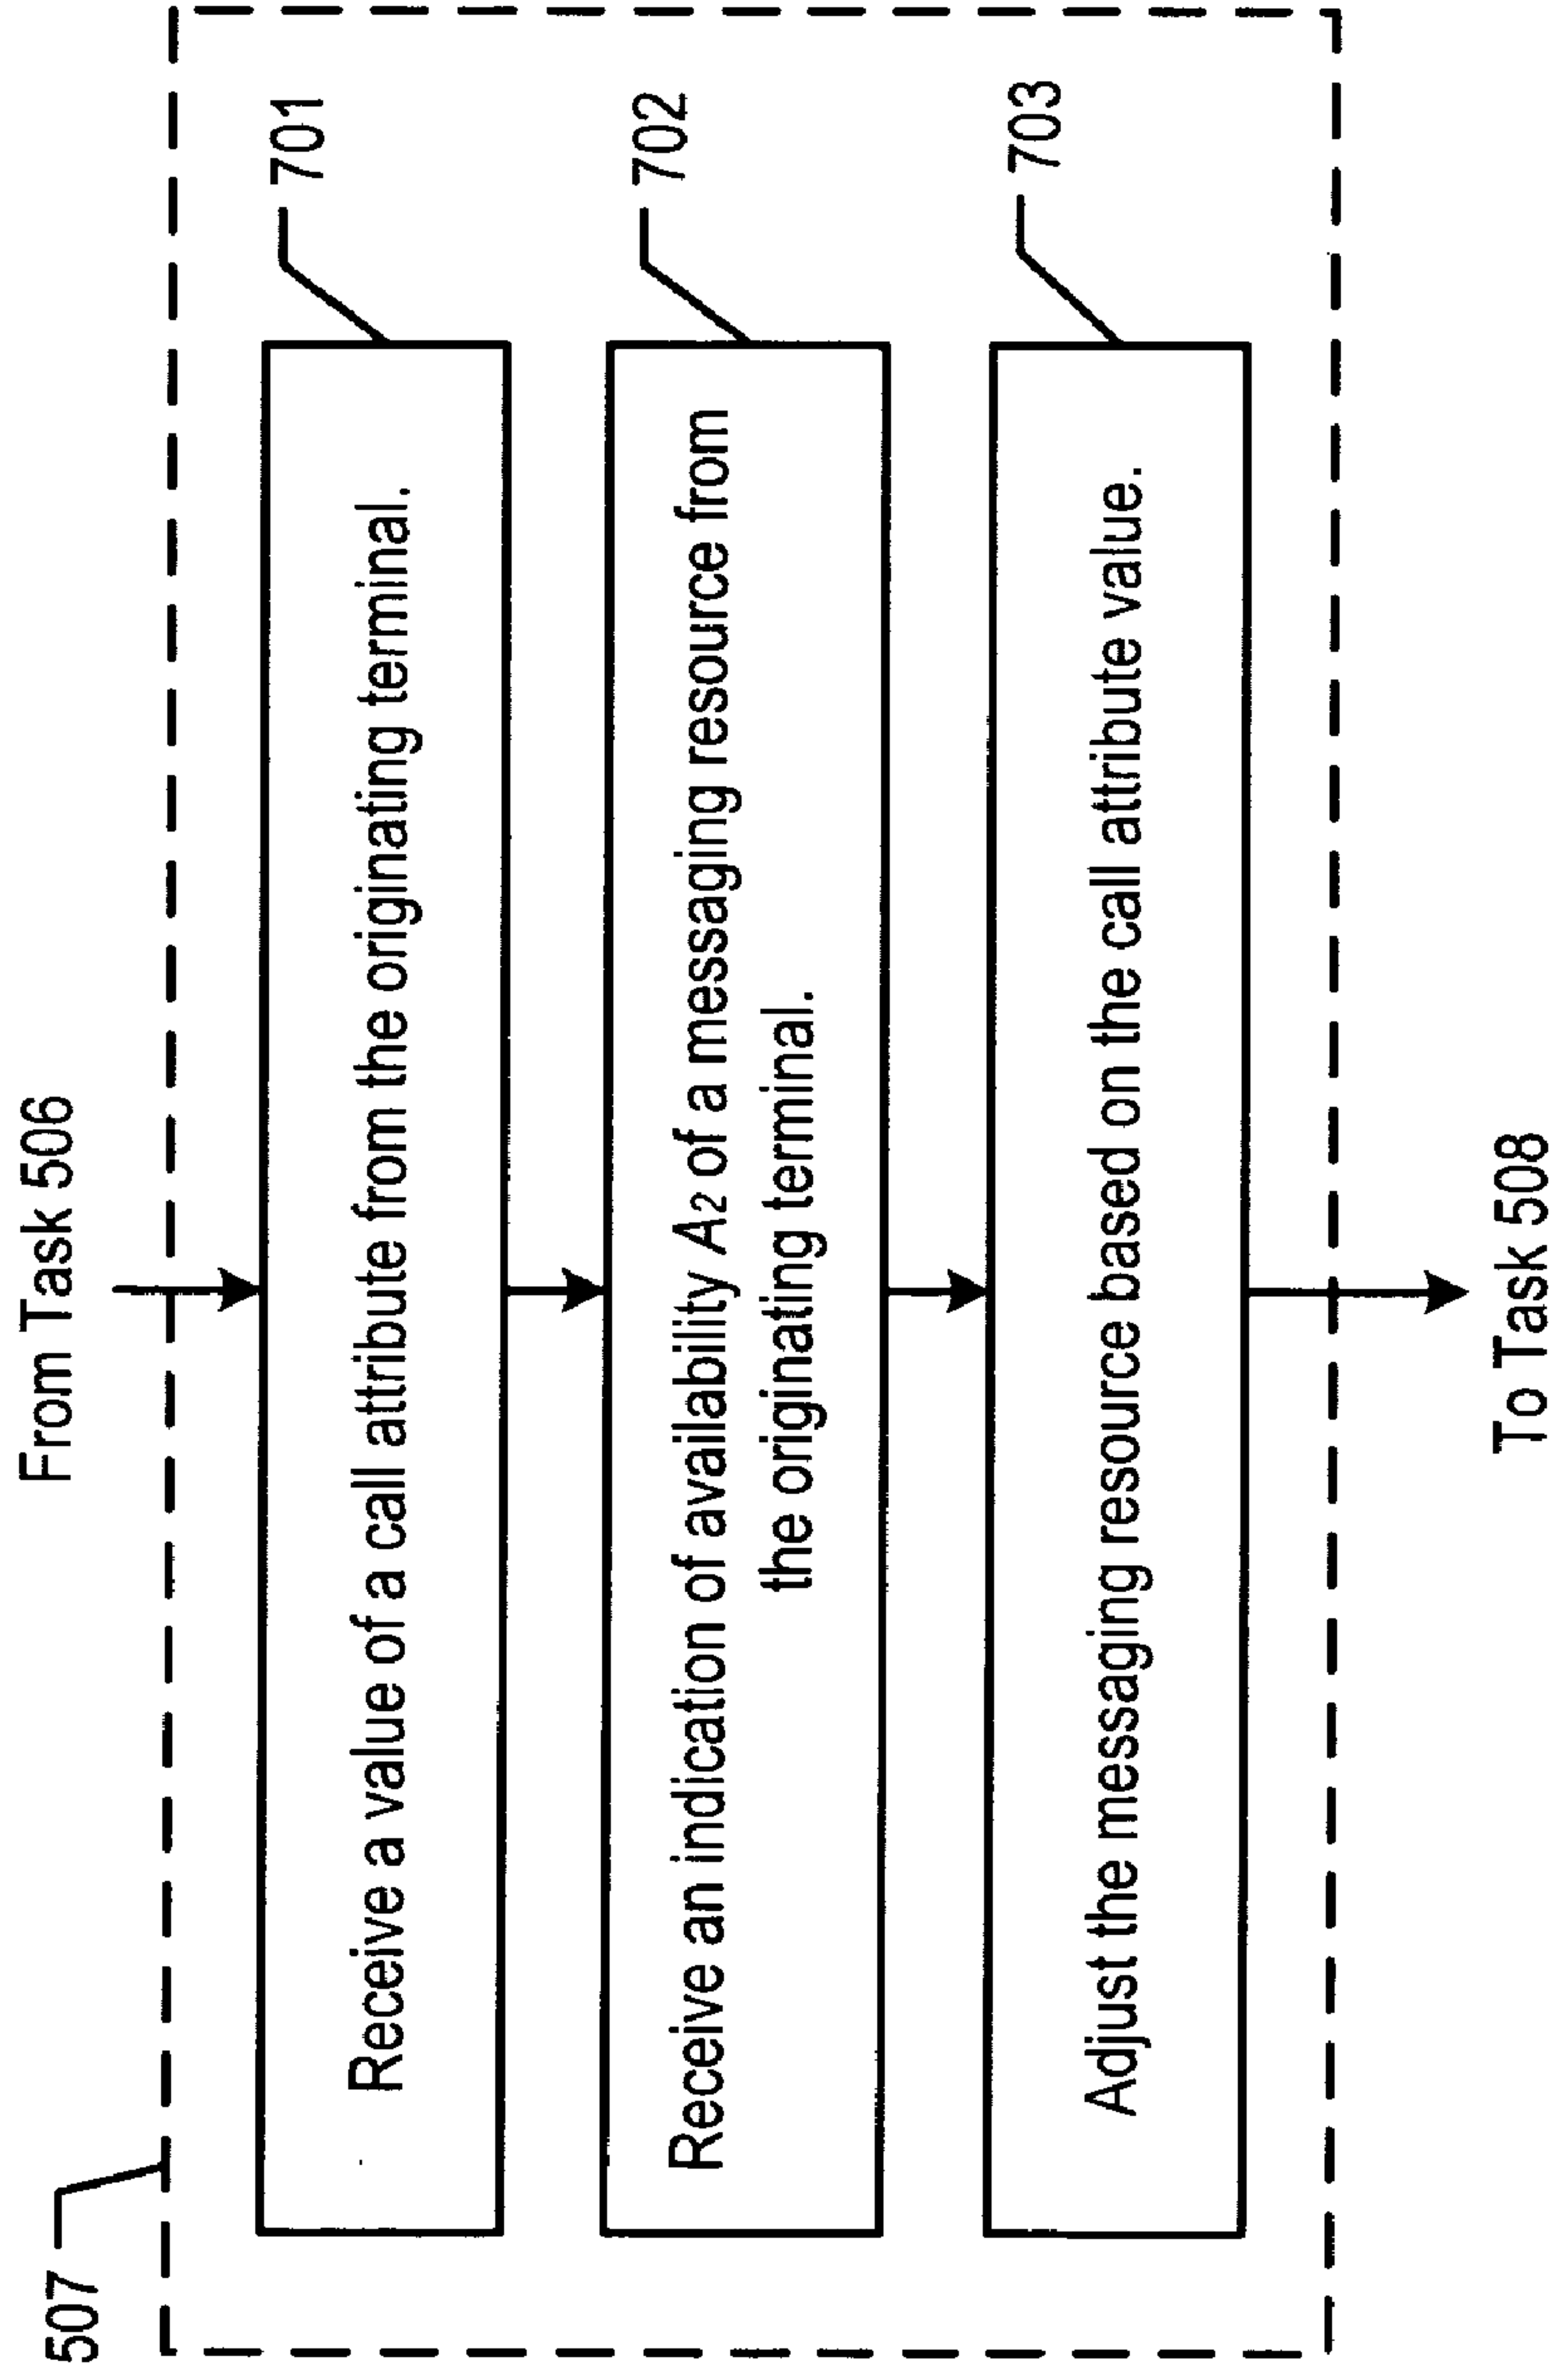 From Task 506
507
701
Receive a value of a call attribute from the originating terminal.
702
Receive an indication of availability A2 of a messaging resource from
the originating terminal.
703
Adjust the messaging resource based on the call attribute value.
To Task 508